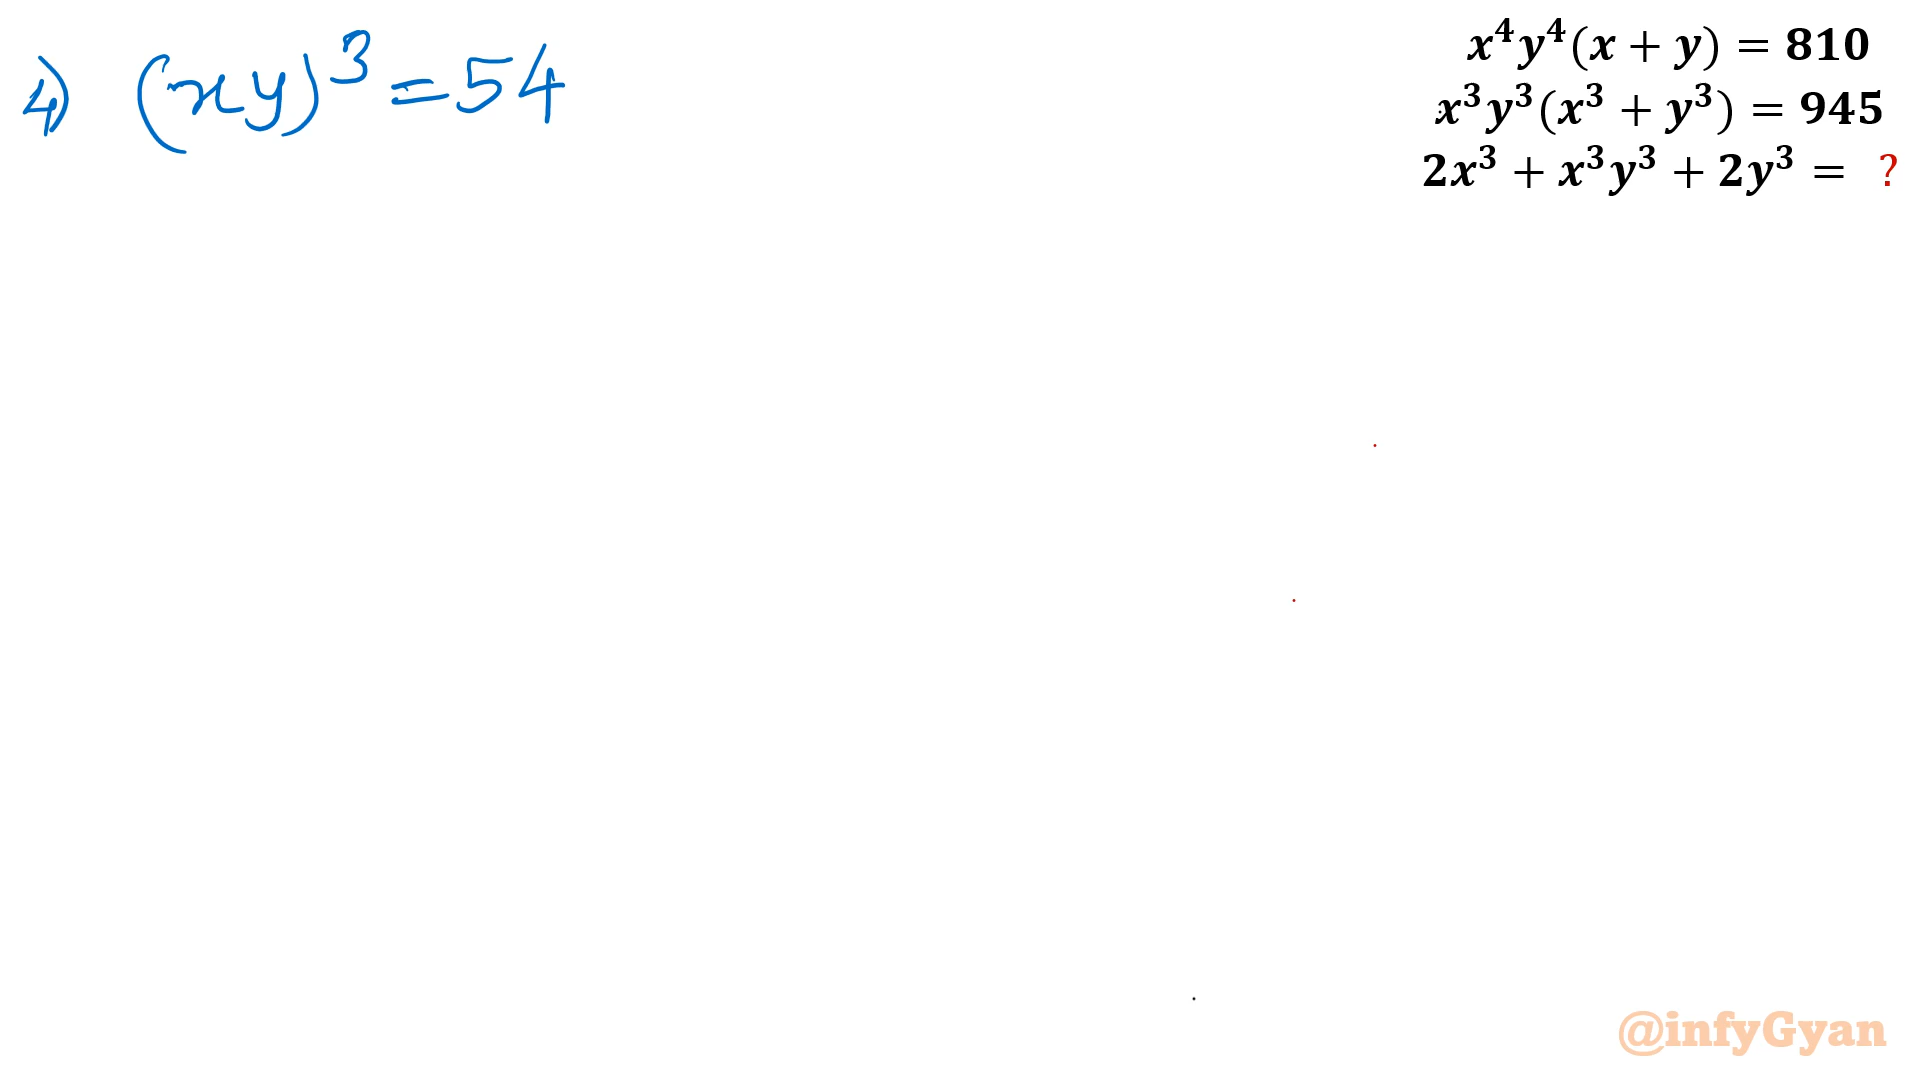 4) (xy)³ = 54
x⁴y⁴(x + y) = 810
x³y³(x³ + y³) = 945
2x³ + x³y³ + 2y³ = ?
@infyGyan